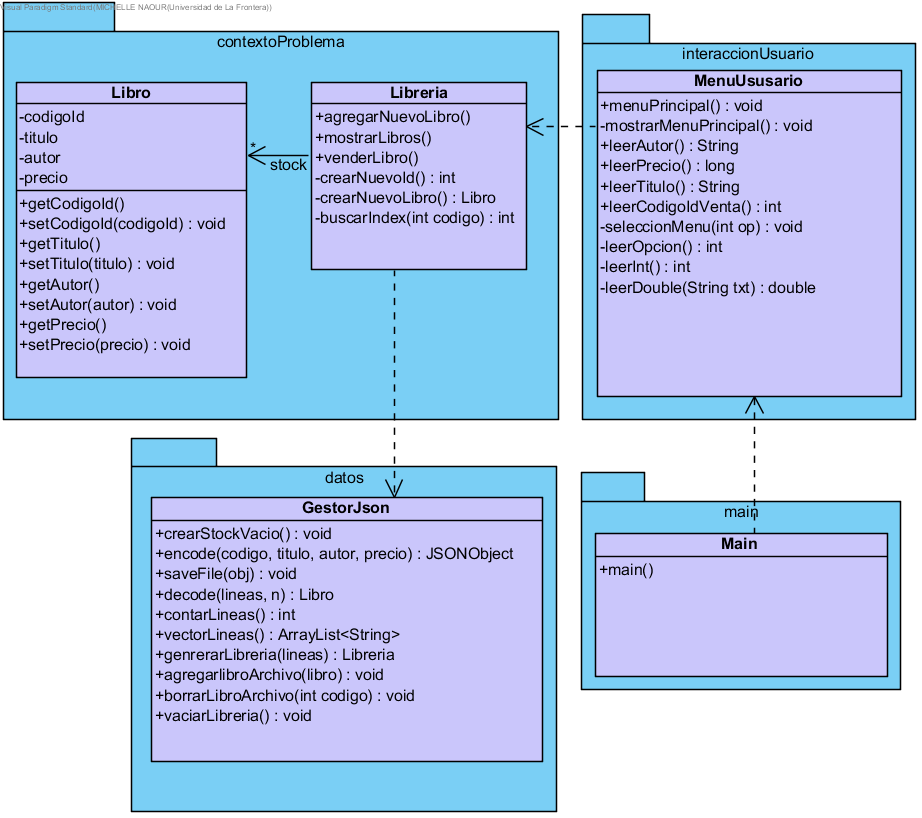 Visual Paradigm Standard(MICHELLE NAOUR(Universidad de La Frontera))
contextoProblema
Libro
-codigoId
-titulo
-autor
-precio
+getCodigoId()
+setCodigoId(codigoId) : void
+getTitulo()
+setTitulo(titulo) : void
+getAutor()
+setAutor(autor) : void
+getPrecio()
+setPrecio(precio) : void
*
stock
Libreria
+agregarNuevoLibro()
+mostrarLibros()
+venderLibro()
-crearNuevoId() : int
-crearNuevoLibro() : Libro
-buscarIndex(int codigo) : int
interaccionUsuario
MenuUsusario
+menuPrincipal() : void
-mostrarMenuPrincipal() : void
+leerAutor() : String
+leerPrecio() : long
+leerTitulo() : String
+leerCodigoIdVenta() : int
-seleccionMenu(int op) : void
-leerOpcion() : int
-leerInt() : int
-leerDouble(String txt) : double
datos
GestorJson
+crearStockVacio() : void
+encode(codigo, titulo, autor, precio) : JSONObject
+saveFile(obj) : void
+decode(lineas, n) : Libro
+contarLineas() : int
+vectorLineas() : ArrayList<String>
+genrerarLibreria(lineas) : Libreria
+agregarlibroArchivo(libro) : void
+borrarLibroArchivo(int codigo) : void
+vaciarLibreria() : void
main
Main
+main()